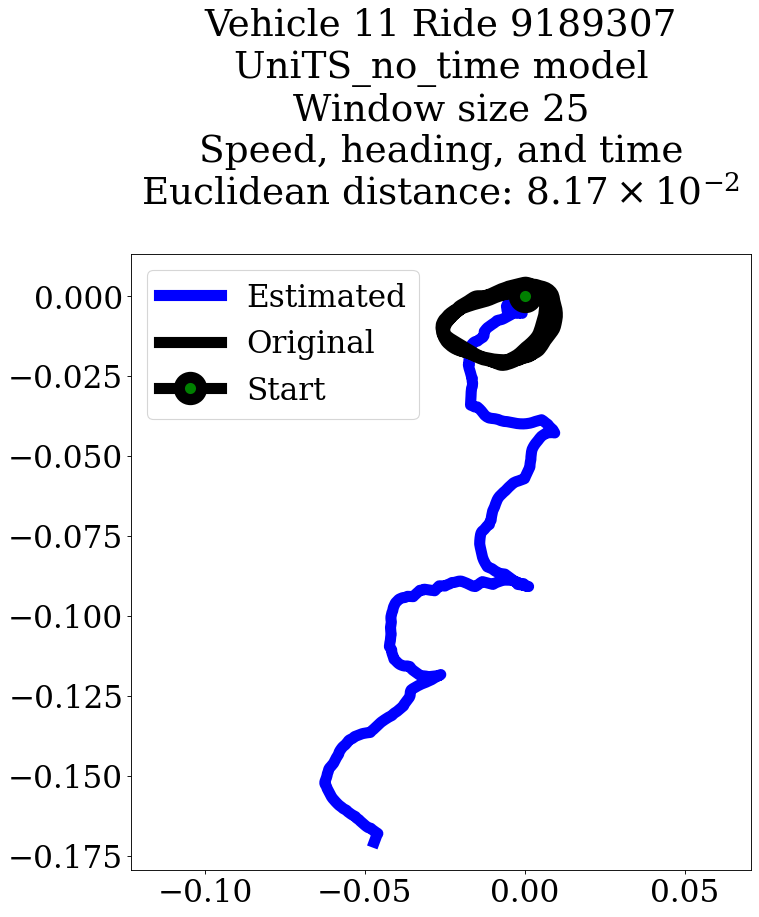 Vehicle 11 Ride 9189307
UniTS_no_time model
Window size 25
Speed, heading, and time
Euclidean distance: 8.17 × 10⁻²
Estimated
Original
Start
0.000
−0.025
−0.050
−0.075
−0.100
−0.125
−0.150
−0.175
−0.10 −0.05 0.00 0.05